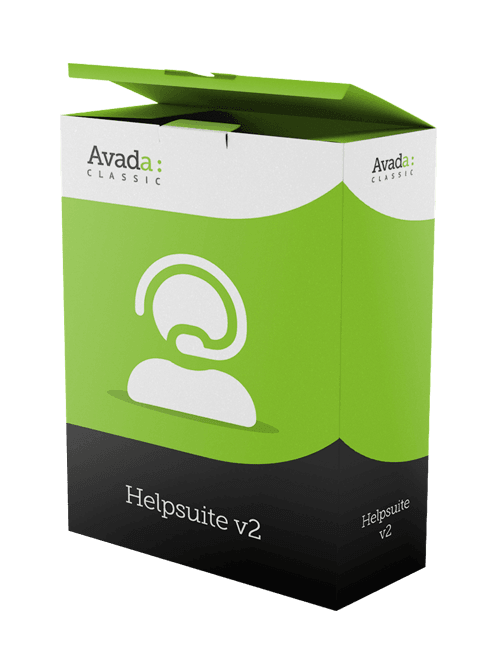 Avada:
CLASSIC
Helpsuite v2
Avada:
CLASSIC
Helpsuite
v2